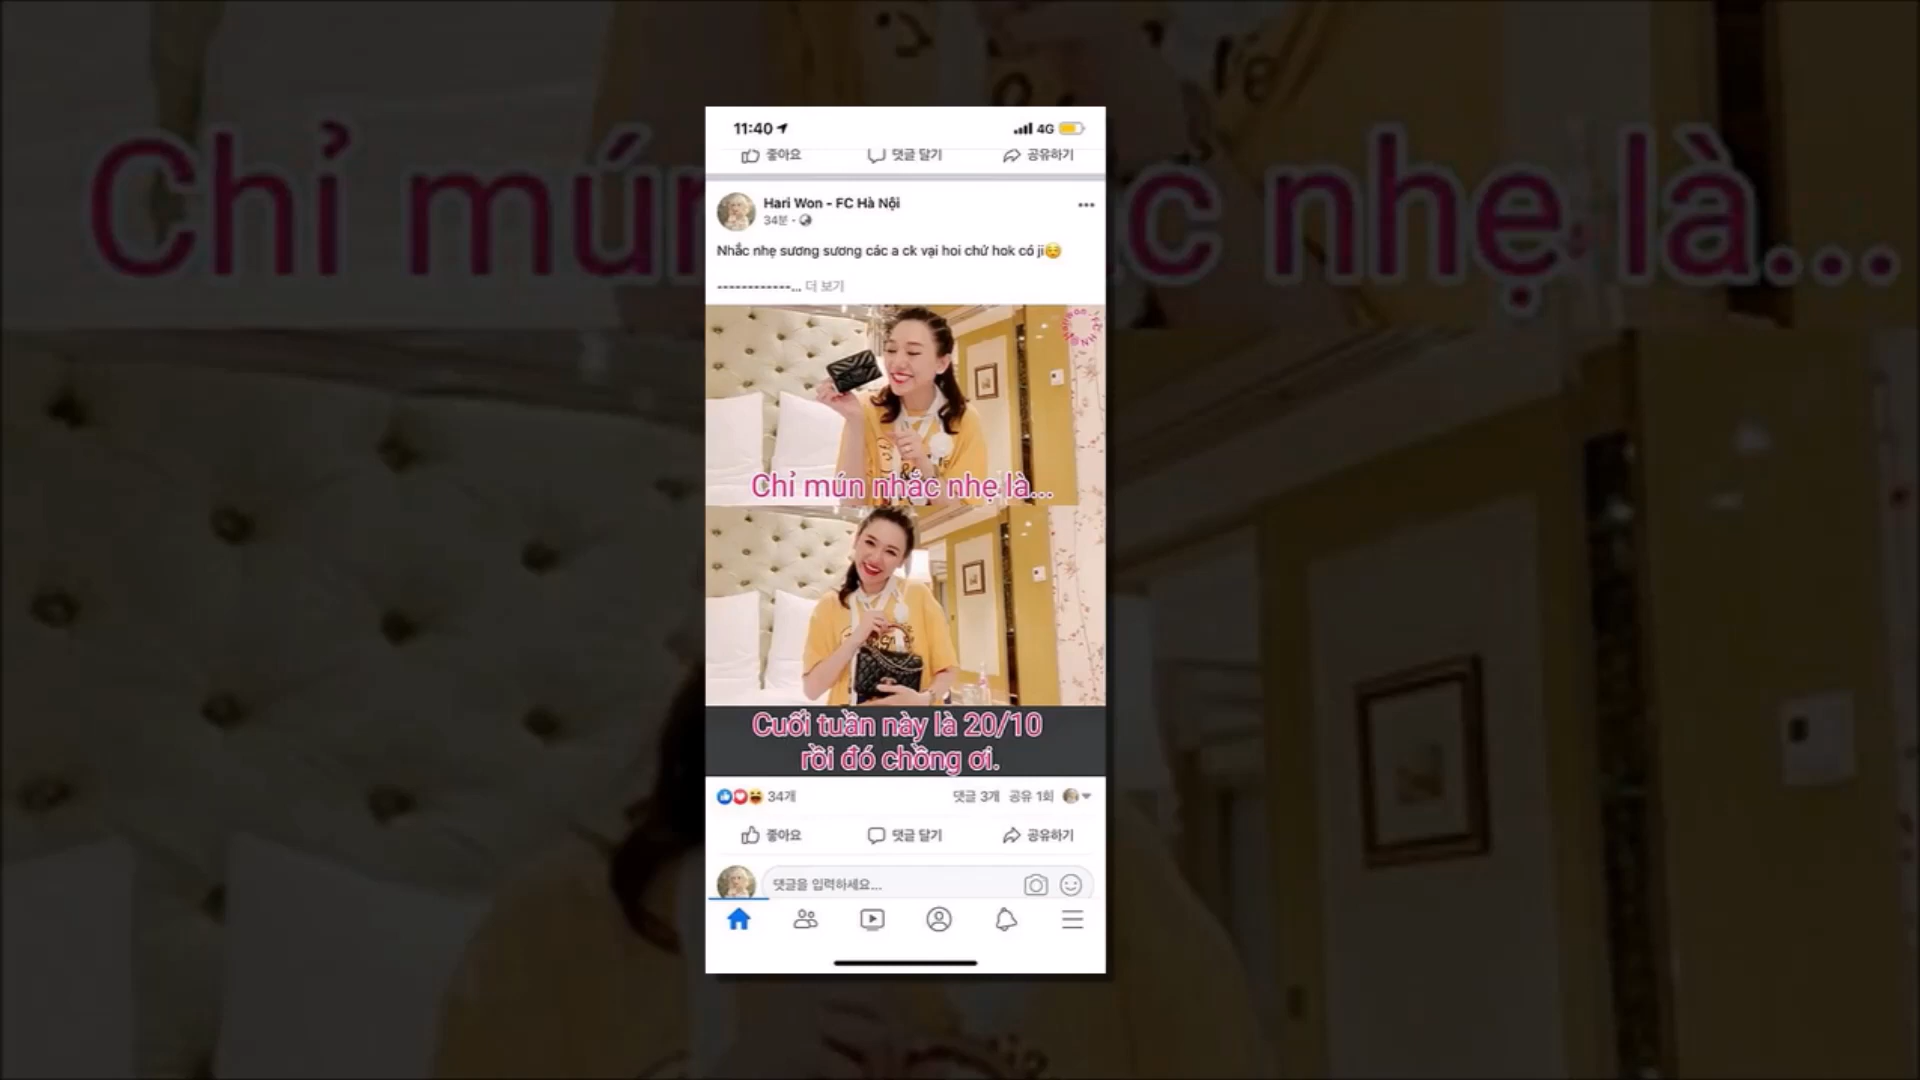 11:40
4G
좋아요 댓글 달기 공유하기
Hari Won - FC Hà Nội
34분
Nhắc nhẹ sương sương các a ck vại hoi chứ hok có ji😌
------------... 더 보기
Chỉ mún nhắc nhẹ là...
Cuối tuần này là 20/10
rồi đó chồng ơi.
34개 댓글 3개 공유 1회
좋아요 댓글 달기 공유하기
댓글을 입력하세요...
Chỉ mún
c nhẹ là...